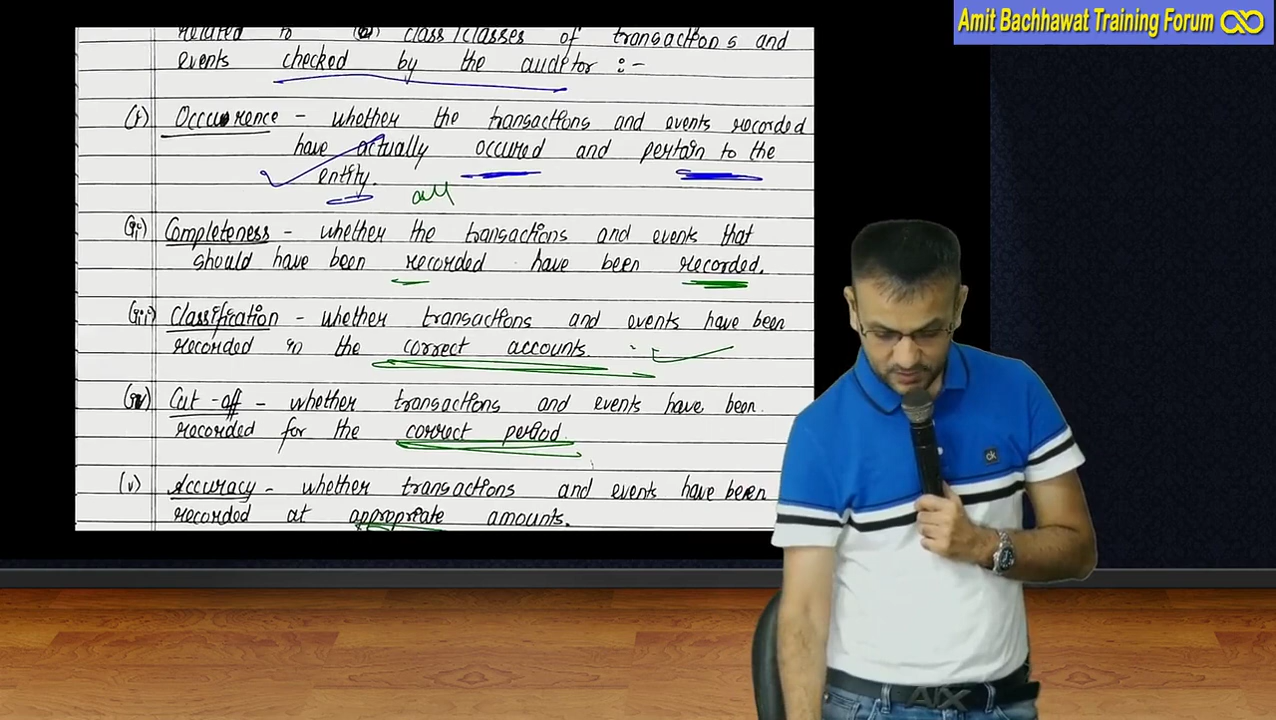 Amit Bachhawat Training Forum
related to (a) class/classes of transactions and
events checked by the auditor :-
(i) Occurrence - whether the transactions and events recorded
have actually occured and pertain to the
entity.
all
(ii) Completeness - whether the transactions and events that
should have been recorded have been recorded.
(iii) Classification - whether transactions and events have been
recorded in the correct accounts.
(iv) Cut-off - whether transactions and events have been
recorded for the correct period.
(v) Accuracy - whether transactions and events have been
recorded at appropriate amounts.